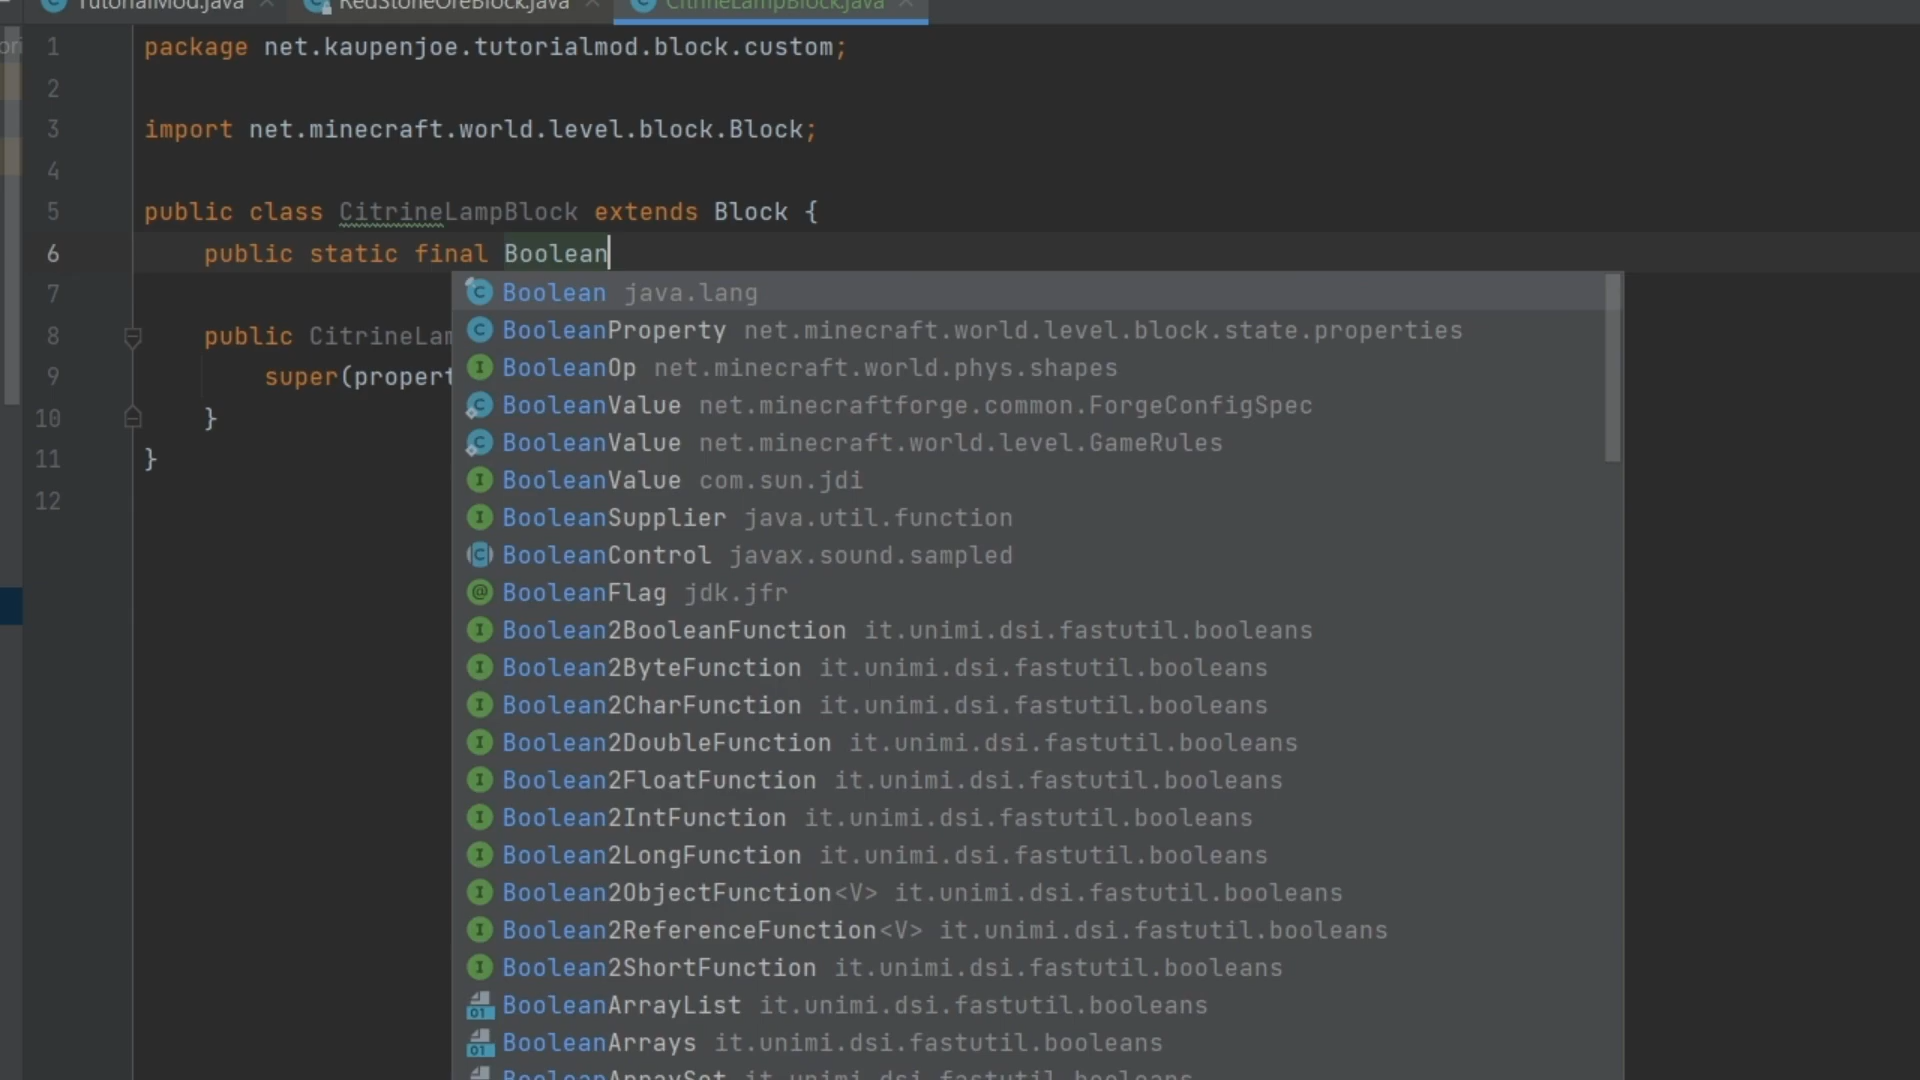 TutorialMod.java RedStoneOreBlock.java CitrineLampBlock.java
1 package net.kaupenjoe.tutorialmod.block.custom;
2
3 import net.minecraft.world.level.block.Block;
4
5 public class CitrineLampBlock extends Block {
6 public static final Boolean
7
8 public CitrineLam
9 super(propert
10 }
11 }
12
Boolean java.lang
BooleanProperty net.minecraft.world.level.block.state.properties
BooleanOp net.minecraft.world.phys.shapes
BooleanValue net.minecraftforge.common.ForgeConfigSpec
BooleanValue net.minecraft.world.level.GameRules
BooleanValue com.sun.jdi
BooleanSupplier java.util.function
BooleanControl javax.sound.sampled
BooleanFlag jdk.jfr
Boolean2BooleanFunction it.unimi.dsi.fastutil.booleans
Boolean2ByteFunction it.unimi.dsi.fastutil.booleans
Boolean2CharFunction it.unimi.dsi.fastutil.booleans
Boolean2DoubleFunction it.unimi.dsi.fastutil.booleans
Boolean2FloatFunction it.unimi.dsi.fastutil.booleans
Boolean2IntFunction it.unimi.dsi.fastutil.booleans
Boolean2LongFunction it.unimi.dsi.fastutil.booleans
Boolean2ObjectFunction<V> it.unimi.dsi.fastutil.booleans
Boolean2ReferenceFunction<V> it.unimi.dsi.fastutil.booleans
Boolean2ShortFunction it.unimi.dsi.fastutil.booleans
BooleanArrayList it.unimi.dsi.fastutil.booleans
BooleanArrays it.unimi.dsi.fastutil.booleans
BooleanArraySet it.unimi.dsi.fastutil.booleans